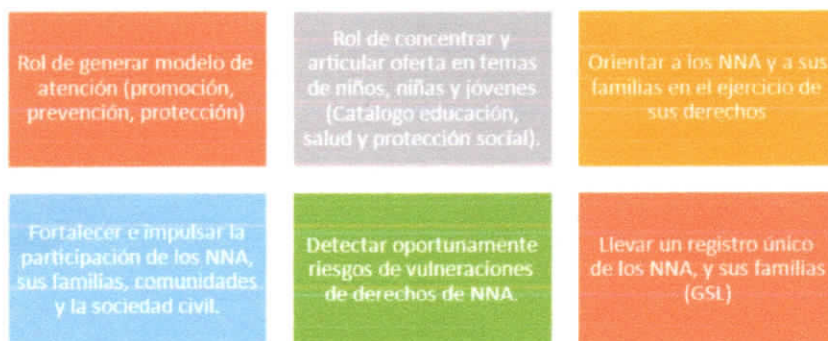 Rol de generar modelo de
atención (promoción,
prevención, protección)
Rol de concentrar y
articular oferta en temas
de niños, niñas y jóvenes
(Catálogo educación,
salud y protección social).
Orientar a los NNA y a sus
familias en el ejercicio de
sus derechos
Fortalecer e impulsar la
participación de los NNA,
sus familias, comunidades
y la sociedad civil.
Detectar oportunamente
riesgos de vulneraciones
de derechos de NNA.
Llevar un registro único
de los NNA, y sus familias
(GSL)